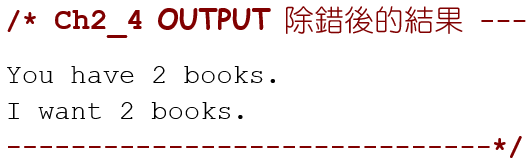 /* Ch2_4 OUTPUT 除錯後的結果 ---
You have 2 books.
I want 2 books.
------------------------------*/